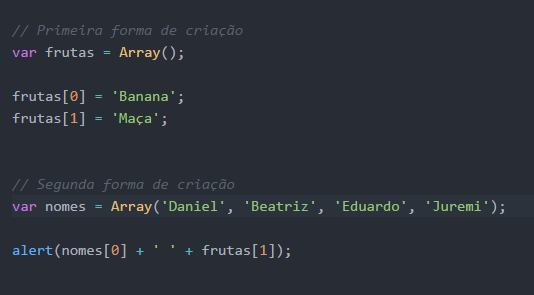 // Primeira forma de criação
var frutas = Array();
frutas[0] = 'Banana';
frutas[1] = 'Maça';
// Segunda forma de criação
var nomes = Array('Daniel', 'Beatriz', 'Eduardo', 'Juremi');
alert(nomes[0] + ' ' + frutas[1]);